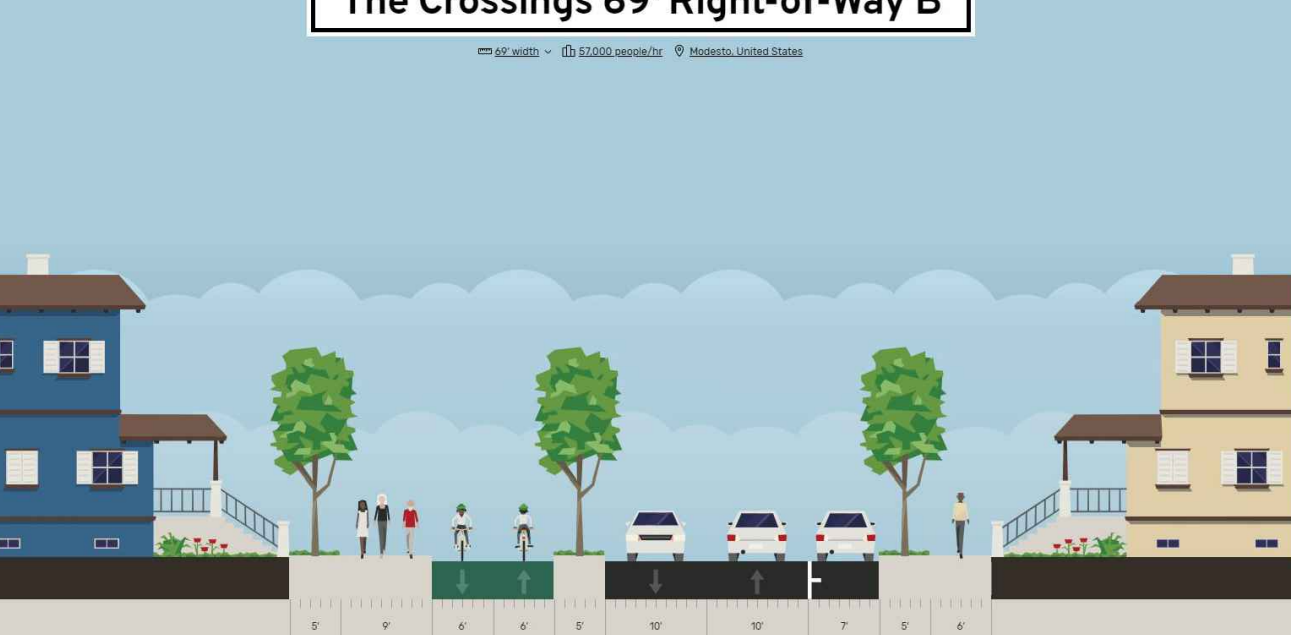 The Crossings 69' Right-of-Way B
69' width 57,000 people/hr Modesto, United States
5' 9' 6' 6' 5' 10' 10' 7' 5' 6'